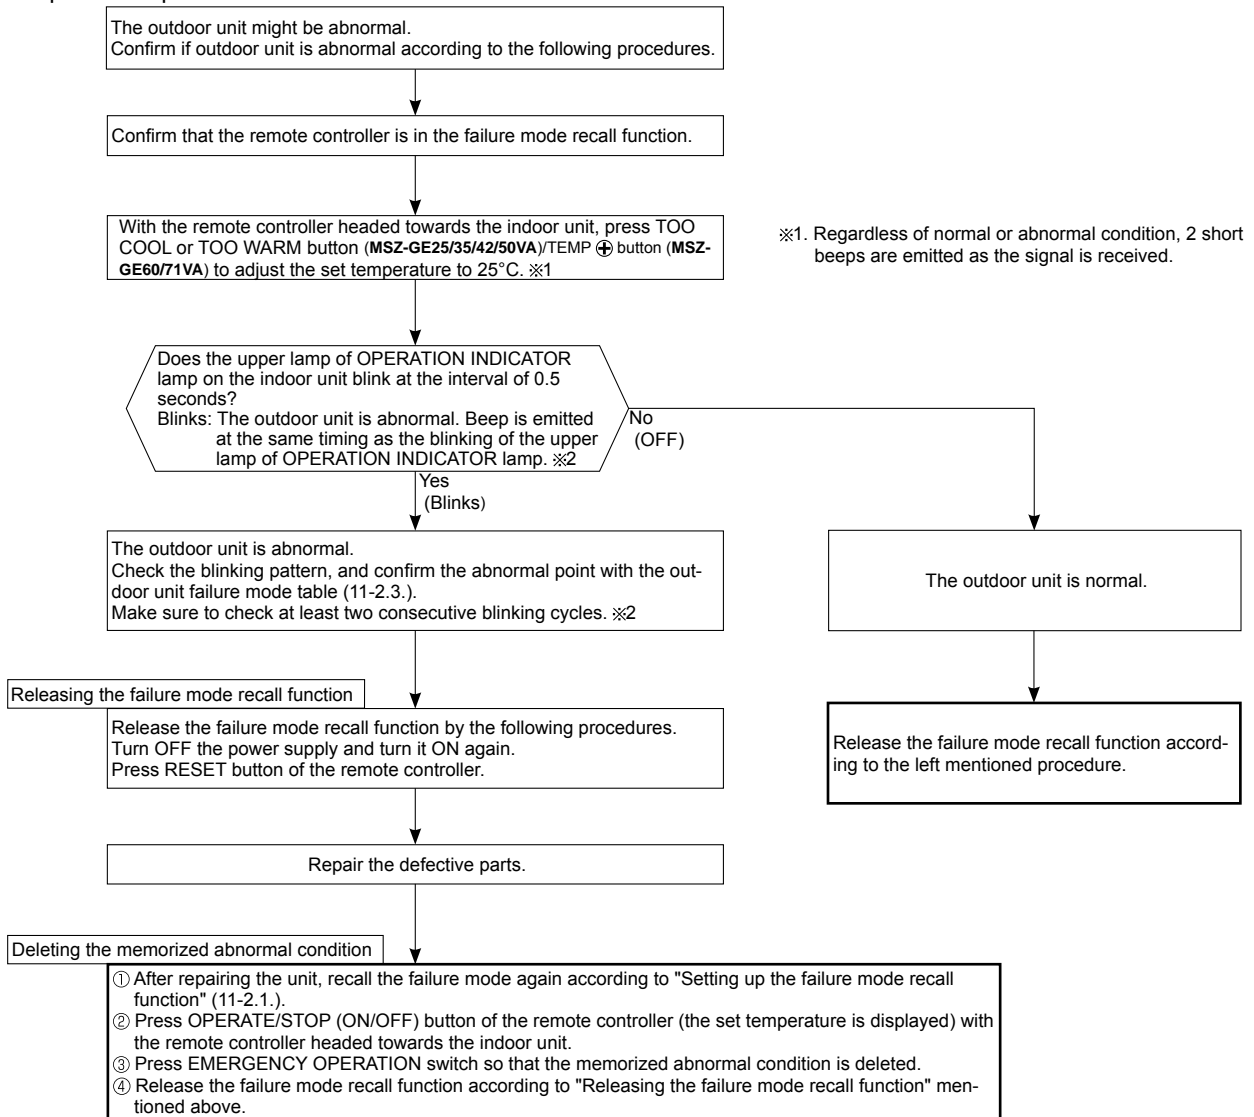 The outdoor unit might be abnormal.
Confirm if outdoor unit is abnormal according to the following procedures.
Confirm that the remote controller is in the failure mode recall function.
With the remote controller headed towards the indoor unit, press TOO
COOL or TOO WARM button (MSZ-GE25/35/42/50VA)/TEMP ⊕ button (MSZ-
GE60/71VA) to adjust the set temperature to 25°C. ※1
※1. Regardless of normal or abnormal condition, 2 short
beeps are emitted as the signal is received.
Does the upper lamp of OPERATION INDICATOR
lamp on the indoor unit blink at the interval of 0.5
seconds?
Blinks: The outdoor unit is abnormal. Beep is emitted
at the same timing as the blinking of the upper
lamp of OPERATION INDICATOR lamp. ※2
No
(OFF)
Yes
(Blinks)
The outdoor unit is abnormal.
Check the blinking pattern, and confirm the abnormal point with the out-
door unit failure mode table (11-2.3.).
Make sure to check at least two consecutive blinking cycles. ※2
The outdoor unit is normal.
Releasing the failure mode recall function
Release the failure mode recall function by the following procedures.
Turn OFF the power supply and turn it ON again.
Press RESET button of the remote controller.
Release the failure mode recall function accord-
ing to the left mentioned procedure.
Repair the defective parts.
Deleting the memorized abnormal condition
① After repairing the unit, recall the failure mode again according to "Setting up the failure mode recall
function" (11-2.1.).
② Press OPERATE/STOP (ON/OFF) button of the remote controller (the set temperature is displayed) with
the remote controller headed towards the indoor unit.
③ Press EMERGENCY OPERATION switch so that the memorized abnormal condition is deleted.
④ Release the failure mode recall function according to "Releasing the failure mode recall function" men-
tioned above.